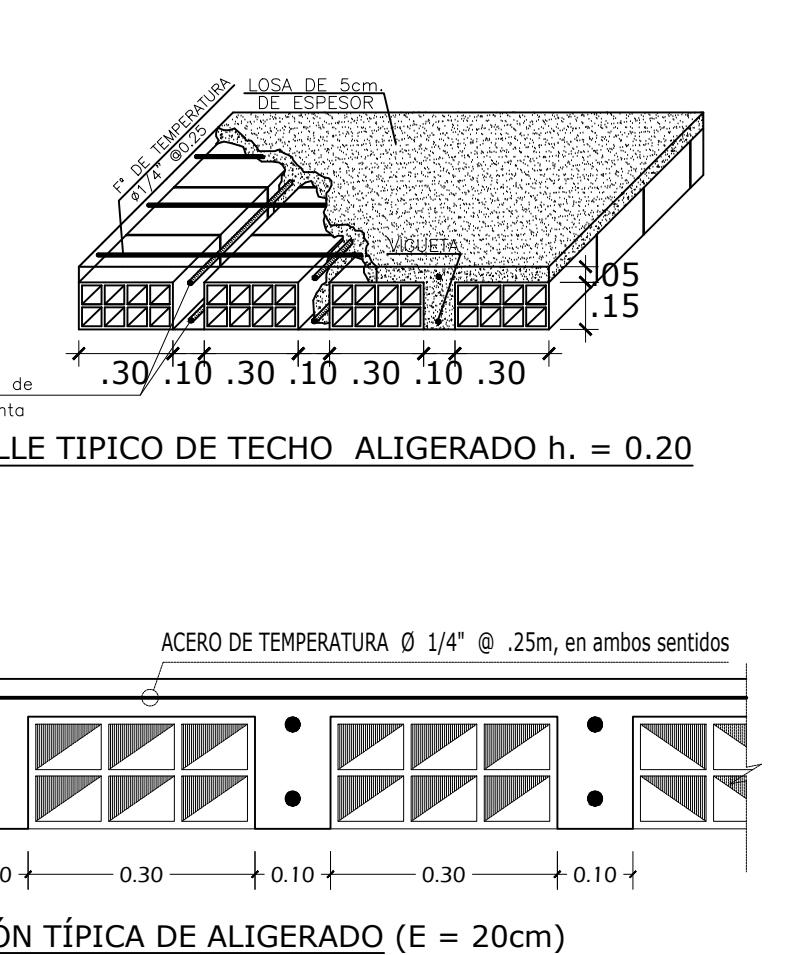 LOSA DE 5cm.
DE ESPESOR
F° DE TEMPERATURA
Ø1/4" @0.25
VIGUETA
.05
.15
.30 .10 .30 .10 .30 .10 .30
de
nta
LLE TIPICO DE TECHO ALIGERADO h. = 0.20
ACERO DE TEMPERATURA Ø 1/4" @ .25m, en ambos sentidos
0 0.30 0.10 0.30 0.10
ÓN TÍPICA DE ALIGERADO (E = 20cm)